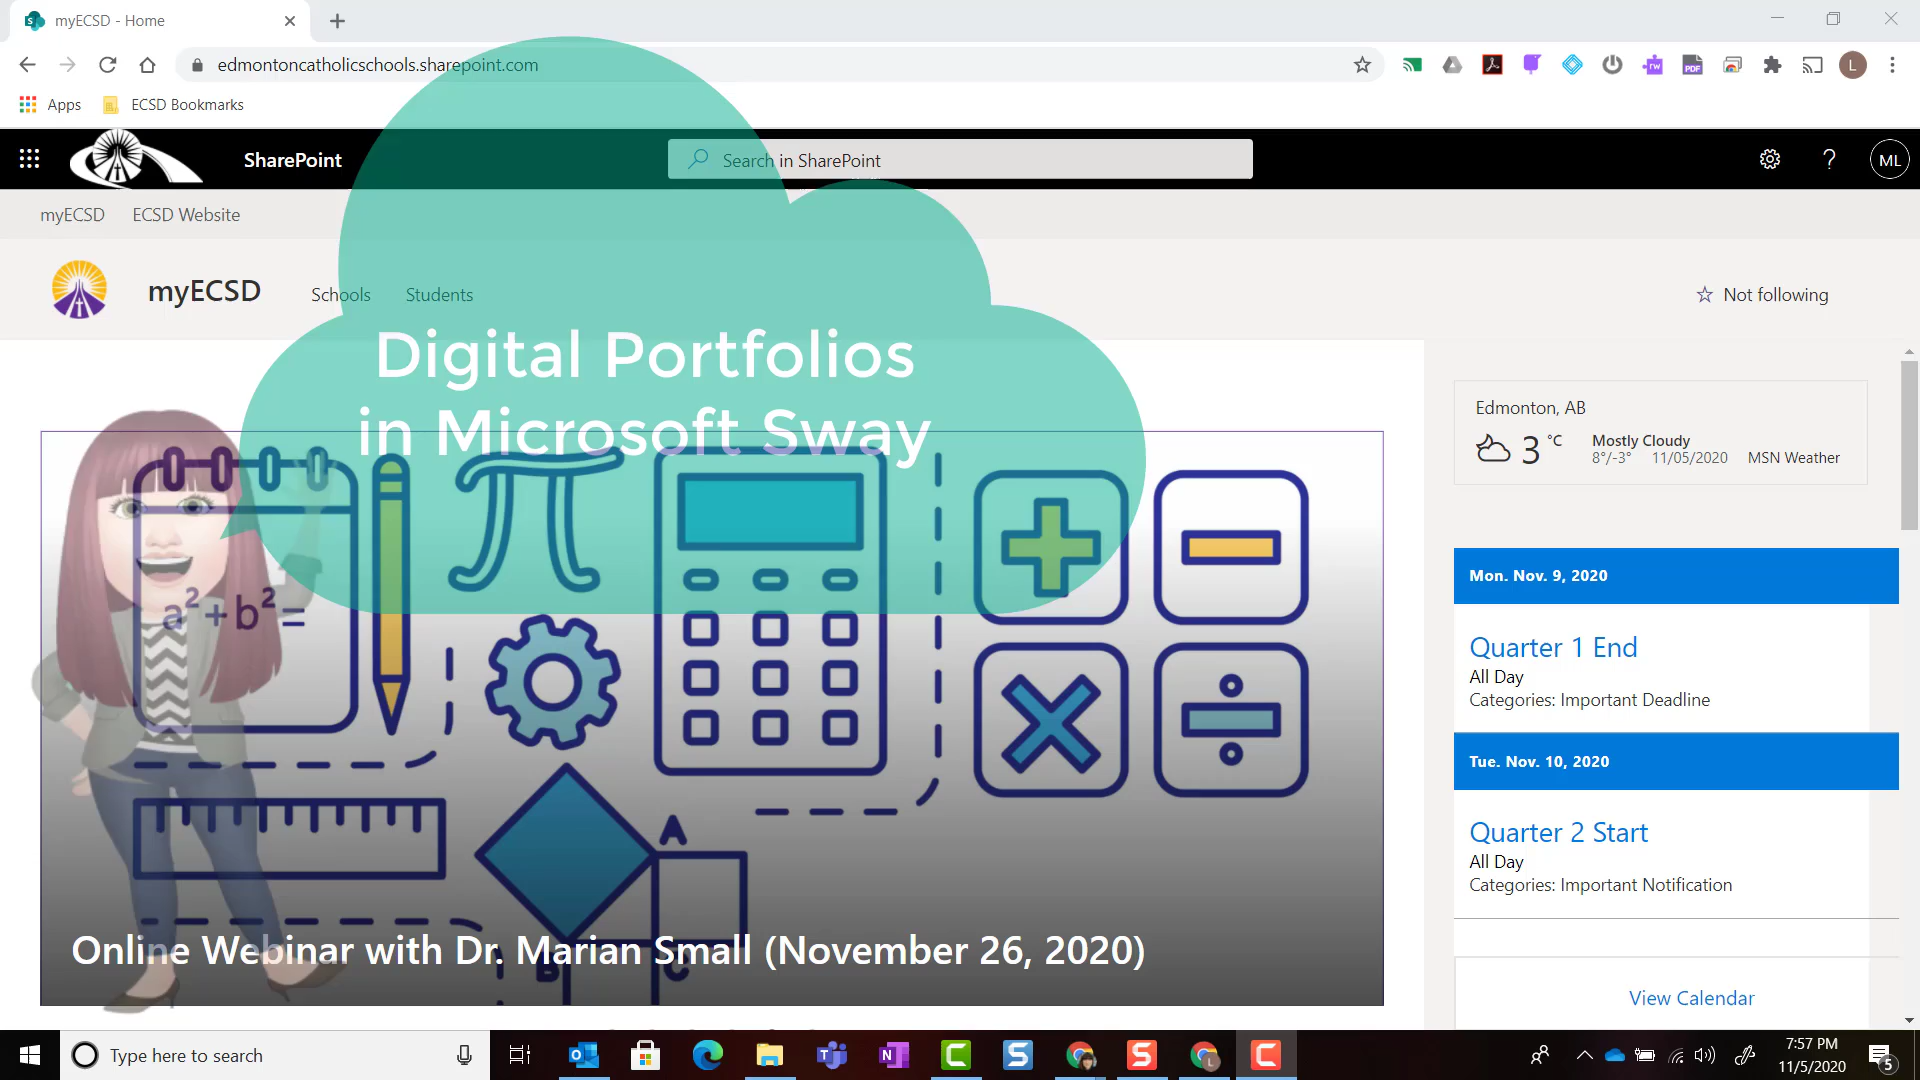 myECSD - Home
edmontoncatholicschools.sharepoint.com
Apps
ECSD Bookmarks
SharePoint
Search in SharePoint
ML
myECSD
ECSD Website
myECSD
Schools
Students
Not following
Digital Portfolios
in Microsoft Sway
a²+b²=
A
B
C
Online Webinar with Dr. Marian Small (November 26, 2020)
Edmonton, AB
3 °C
Mostly Cloudy
8°/-3° 11/05/2020
MSN Weather
Mon. Nov. 9, 2020
Quarter 1 End
All Day
Categories: Important Deadline
Tue. Nov. 10, 2020
Quarter 2 Start
All Day
Categories: Important Notification
View Calendar
Type here to search
7:57 PM
11/5/2020
5